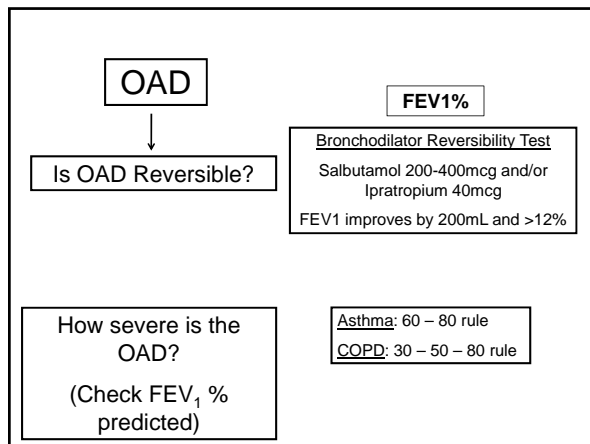 OAD
FEV1%
Bronchodilator Reversibility Test
Is OAD Reversible?
Salbutamol 200-400mcg and/or
Ipratropium 40mcg
FEV1 improves by 200mL and >12%
How severe is the
OAD?
(Check FEV₁ %
predicted)
Asthma: 60 – 80 rule
COPD: 30 – 50 – 80 rule